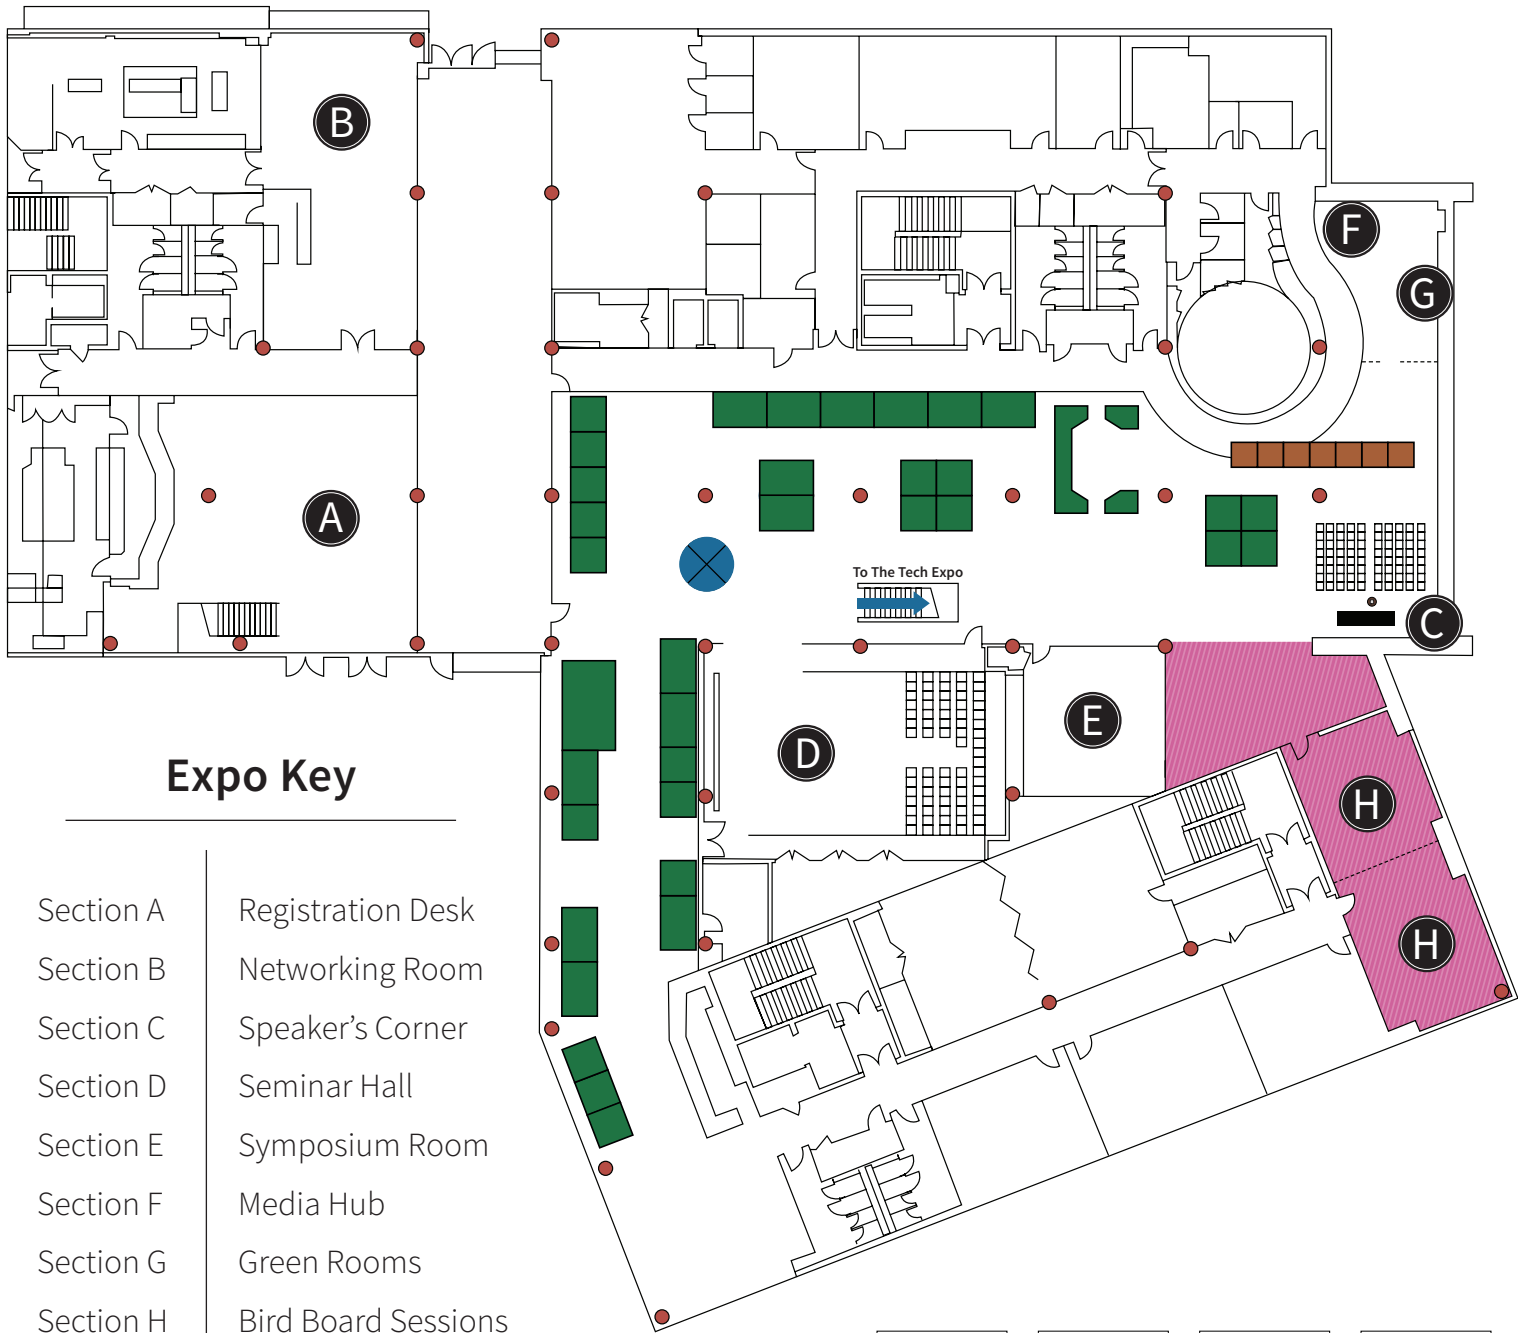 B
F
G
A
To The Tech Expo
C
E
D
H
H
Expo Key
Section A Registration Desk
Section B Networking Room
Section C Speaker’s Corner
Section D Seminar Hall
Section E Symposium Room
Section F Media Hub
Section G Green Rooms
Section H Bird Board Sessions